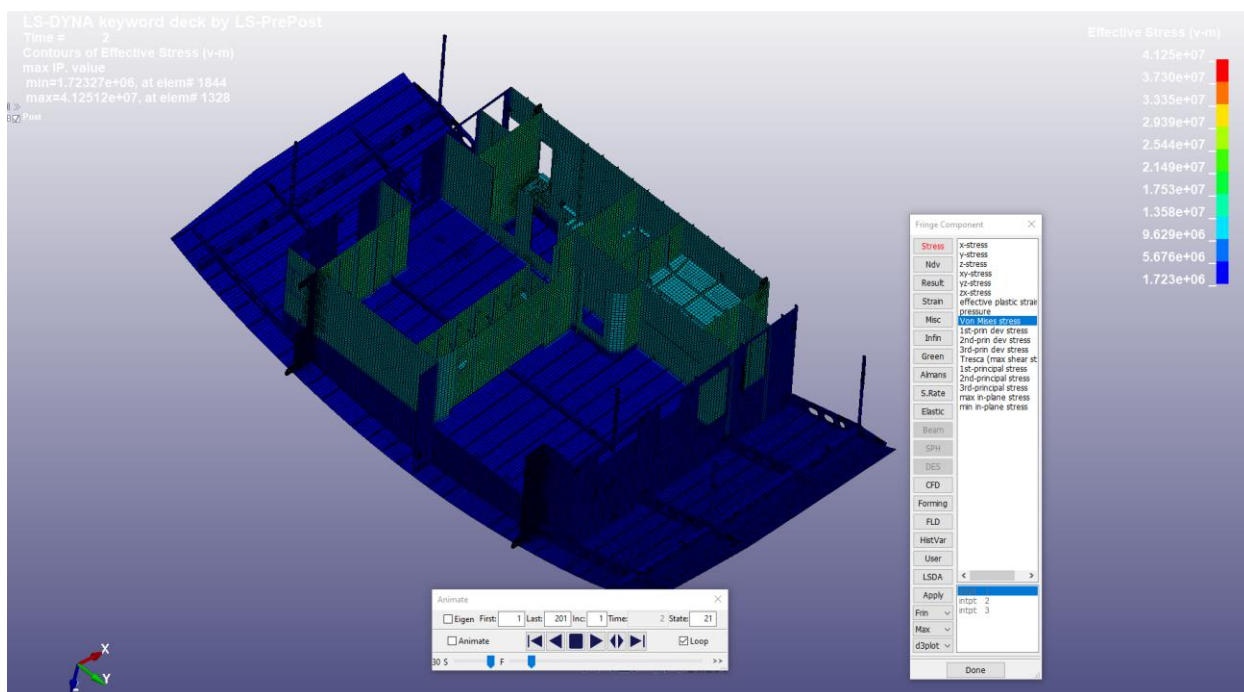 LS-DYNA keyword deck by LS-PrePost
Time = 2
Contours of Effective Stress (v-m)
max IP. value
min=1.72327e+06, at elem# 1844
max=4.12512e+07, at elem# 1328
Post
Effective Stress (v-m)
4.125e+07
3.730e+07
3.335e+07
2.939e+07
2.544e+07
2.149e+07
1.753e+07
1.358e+07
9.629e+06
5.676e+06
1.723e+06
Fringe Component
Stress
Ndv
Result
Strain
Misc
Infin
Green
Almans
S.Rate
Elastic
Beam
SPH
DES
CFD
Forming
FLD
HistVar
User
LSDA
Apply
Frin
Max
d3plot
x-stress
y-stress
z-stress
xy-stress
yz-stress
zx-stress
effective plastic strain
pressure
Von Mises stress
1st-prin dev stress
2nd-prin dev stress
3rd-prin dev stress
Tresca (max shear st
1st-principal stress
2nd-principal stress
3rd-principal stress
max in-plane stress
min in-plane stress
intpt 2
intpt 3
Done
Animate
Eigen First: 1 Last: 201 Inc: 1 Time: 2 State: 21
Animate Loop
30 S F >>
X
Y